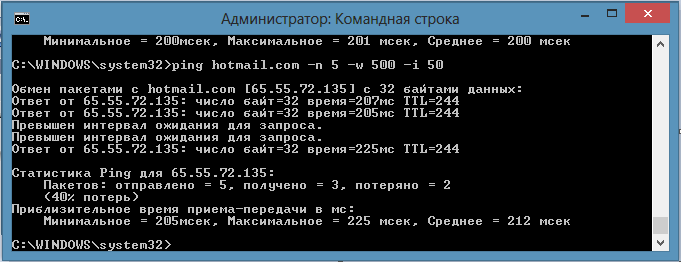 Администратор: Командная строка
Минимальное = 200мсек, Максимальное = 201 мсек, Среднее = 200 мсек
C:\WINDOWS\system32>ping hotmail.com -n 5 -w 500 -i 50
Обмен пакетами с hotmail.com [65.55.72.135] с 32 байтами данных:
Ответ от 65.55.72.135: число байт=32 время=207мс TTL=244
Ответ от 65.55.72.135: число байт=32 время=205мс TTL=244
Превышен интервал ожидания для запроса.
Превышен интервал ожидания для запроса.
Ответ от 65.55.72.135: число байт=32 время=225мс TTL=244
Статистика Ping для 65.55.72.135:
Пакетов: отправлено = 5, получено = 3, потеряно = 2
(40% потерь)
Приблизительное время приема-передачи в мс:
Минимальное = 205мсек, Максимальное = 225 мсек, Среднее = 212 мсек
C:\WINDOWS\system32>